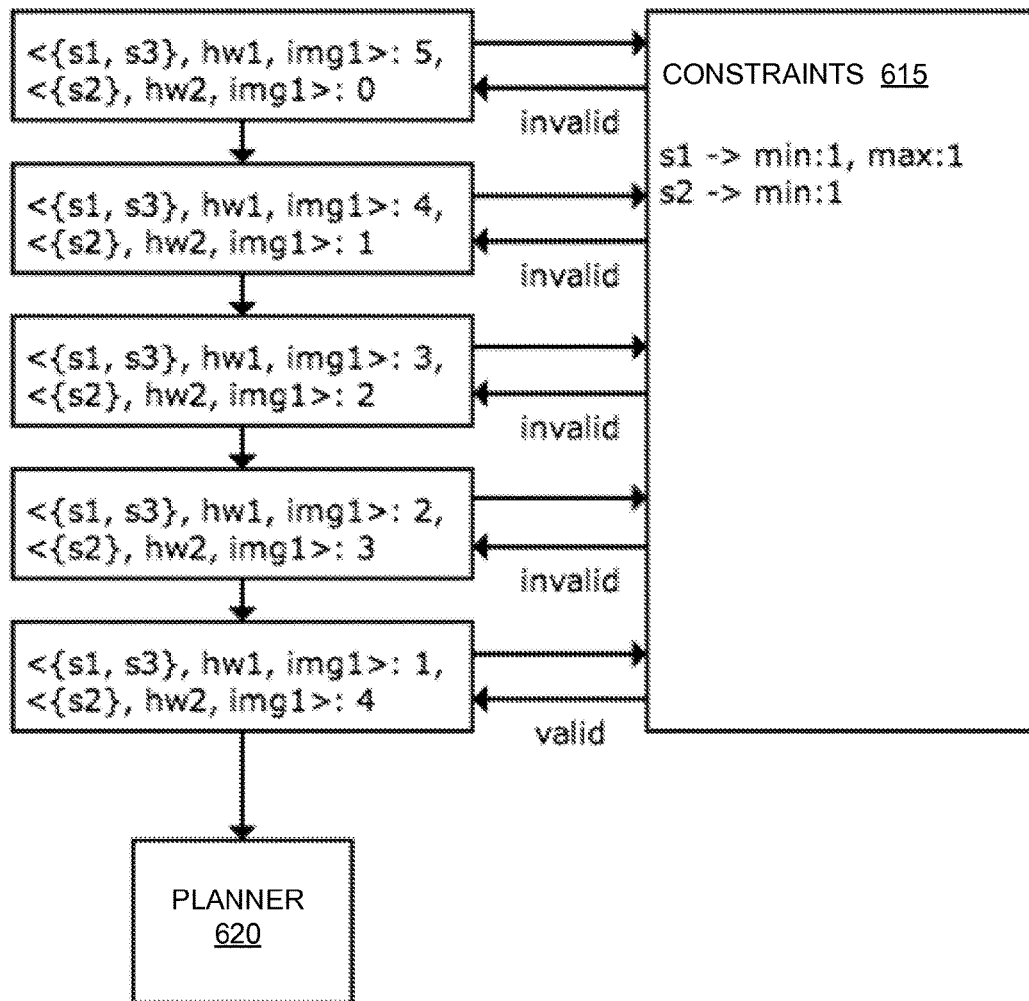 <{s1, s3}, hw1, img1>: 5,
<{s2}, hw2, img1>: 0
invalid
CONSTRAINTS 615
s1 -> min:1, max:1
s2 -> min:1
<{s1, s3}, hw1, img1>: 4,
<{s2}, hw2, img1>: 1
invalid
<{s1, s3}, hw1, img1>: 3,
<{s2}, hw2, img1>: 2
invalid
<{s1, s3}, hw1, img1>: 2,
<{s2}, hw2, img1>: 3
invalid
<{s1, s3}, hw1, img1>: 1,
<{s2}, hw2, img1>: 4
valid
PLANNER
620